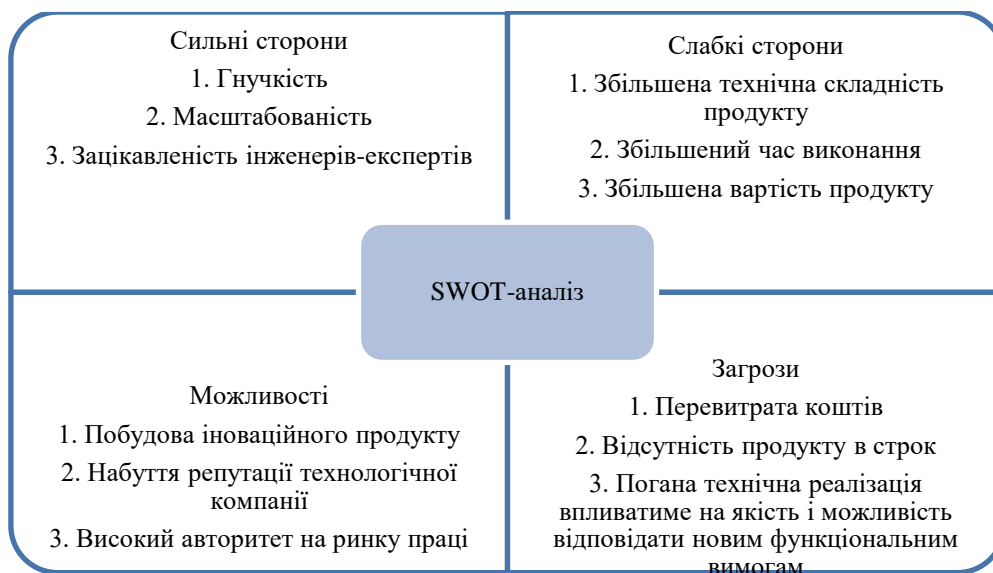 Сильні сторони
1. Гнучкість
2. Масштабованість
3. Зацікавленість інженерів-експертів
Слабкі сторони
1. Збільшена технічна складність
продукту
2. Збільшений час виконання
3. Збільшена вартість продукту
SWOT-аналіз
Можливості
1. Побудова іноваційного продукту
2. Набуття репутації технологічної
компанії
3. Високий авторитет на ринку праці
Загрози
1. Перевитрата коштів
2. Відсутність продукту в строк
3. Погана технічна реалізація
впливатиме на якість і можливість
відповідати новим функціональним
вимогам